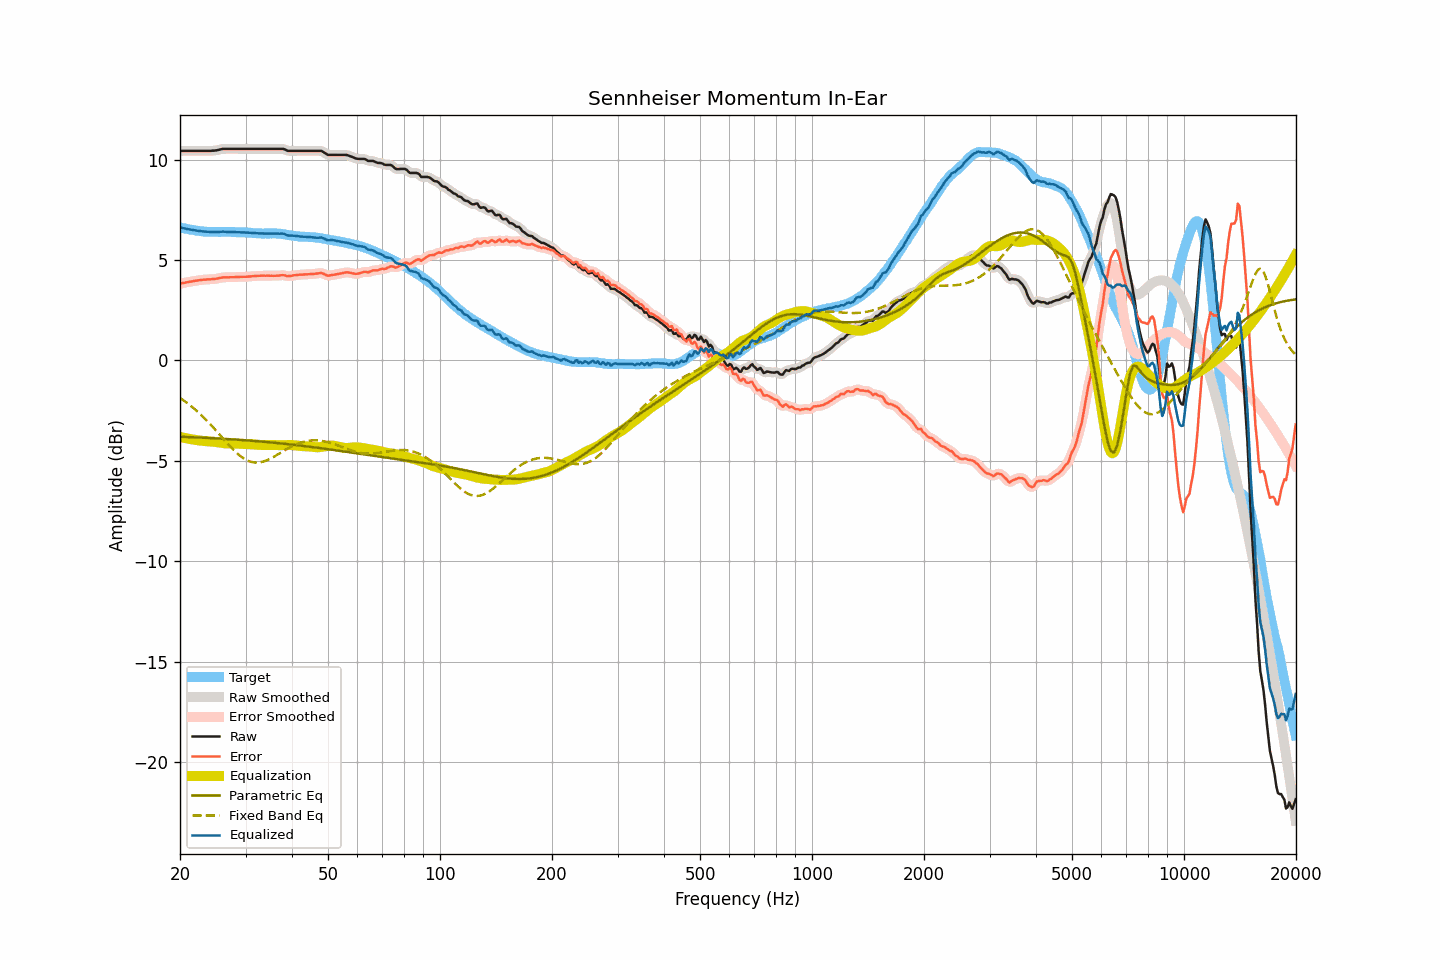 Sennheiser Momentum In-Ear
10
5
0
−5
−10
−15
−20
Amplitude (dBr)
Target
Raw Smoothed
Error Smoothed
Raw
Error
Equalization
Parametric Eq
Fixed Band Eq
Equalized
20 50 100 200 500 1000 2000 5000 10000 20000
Frequency (Hz)